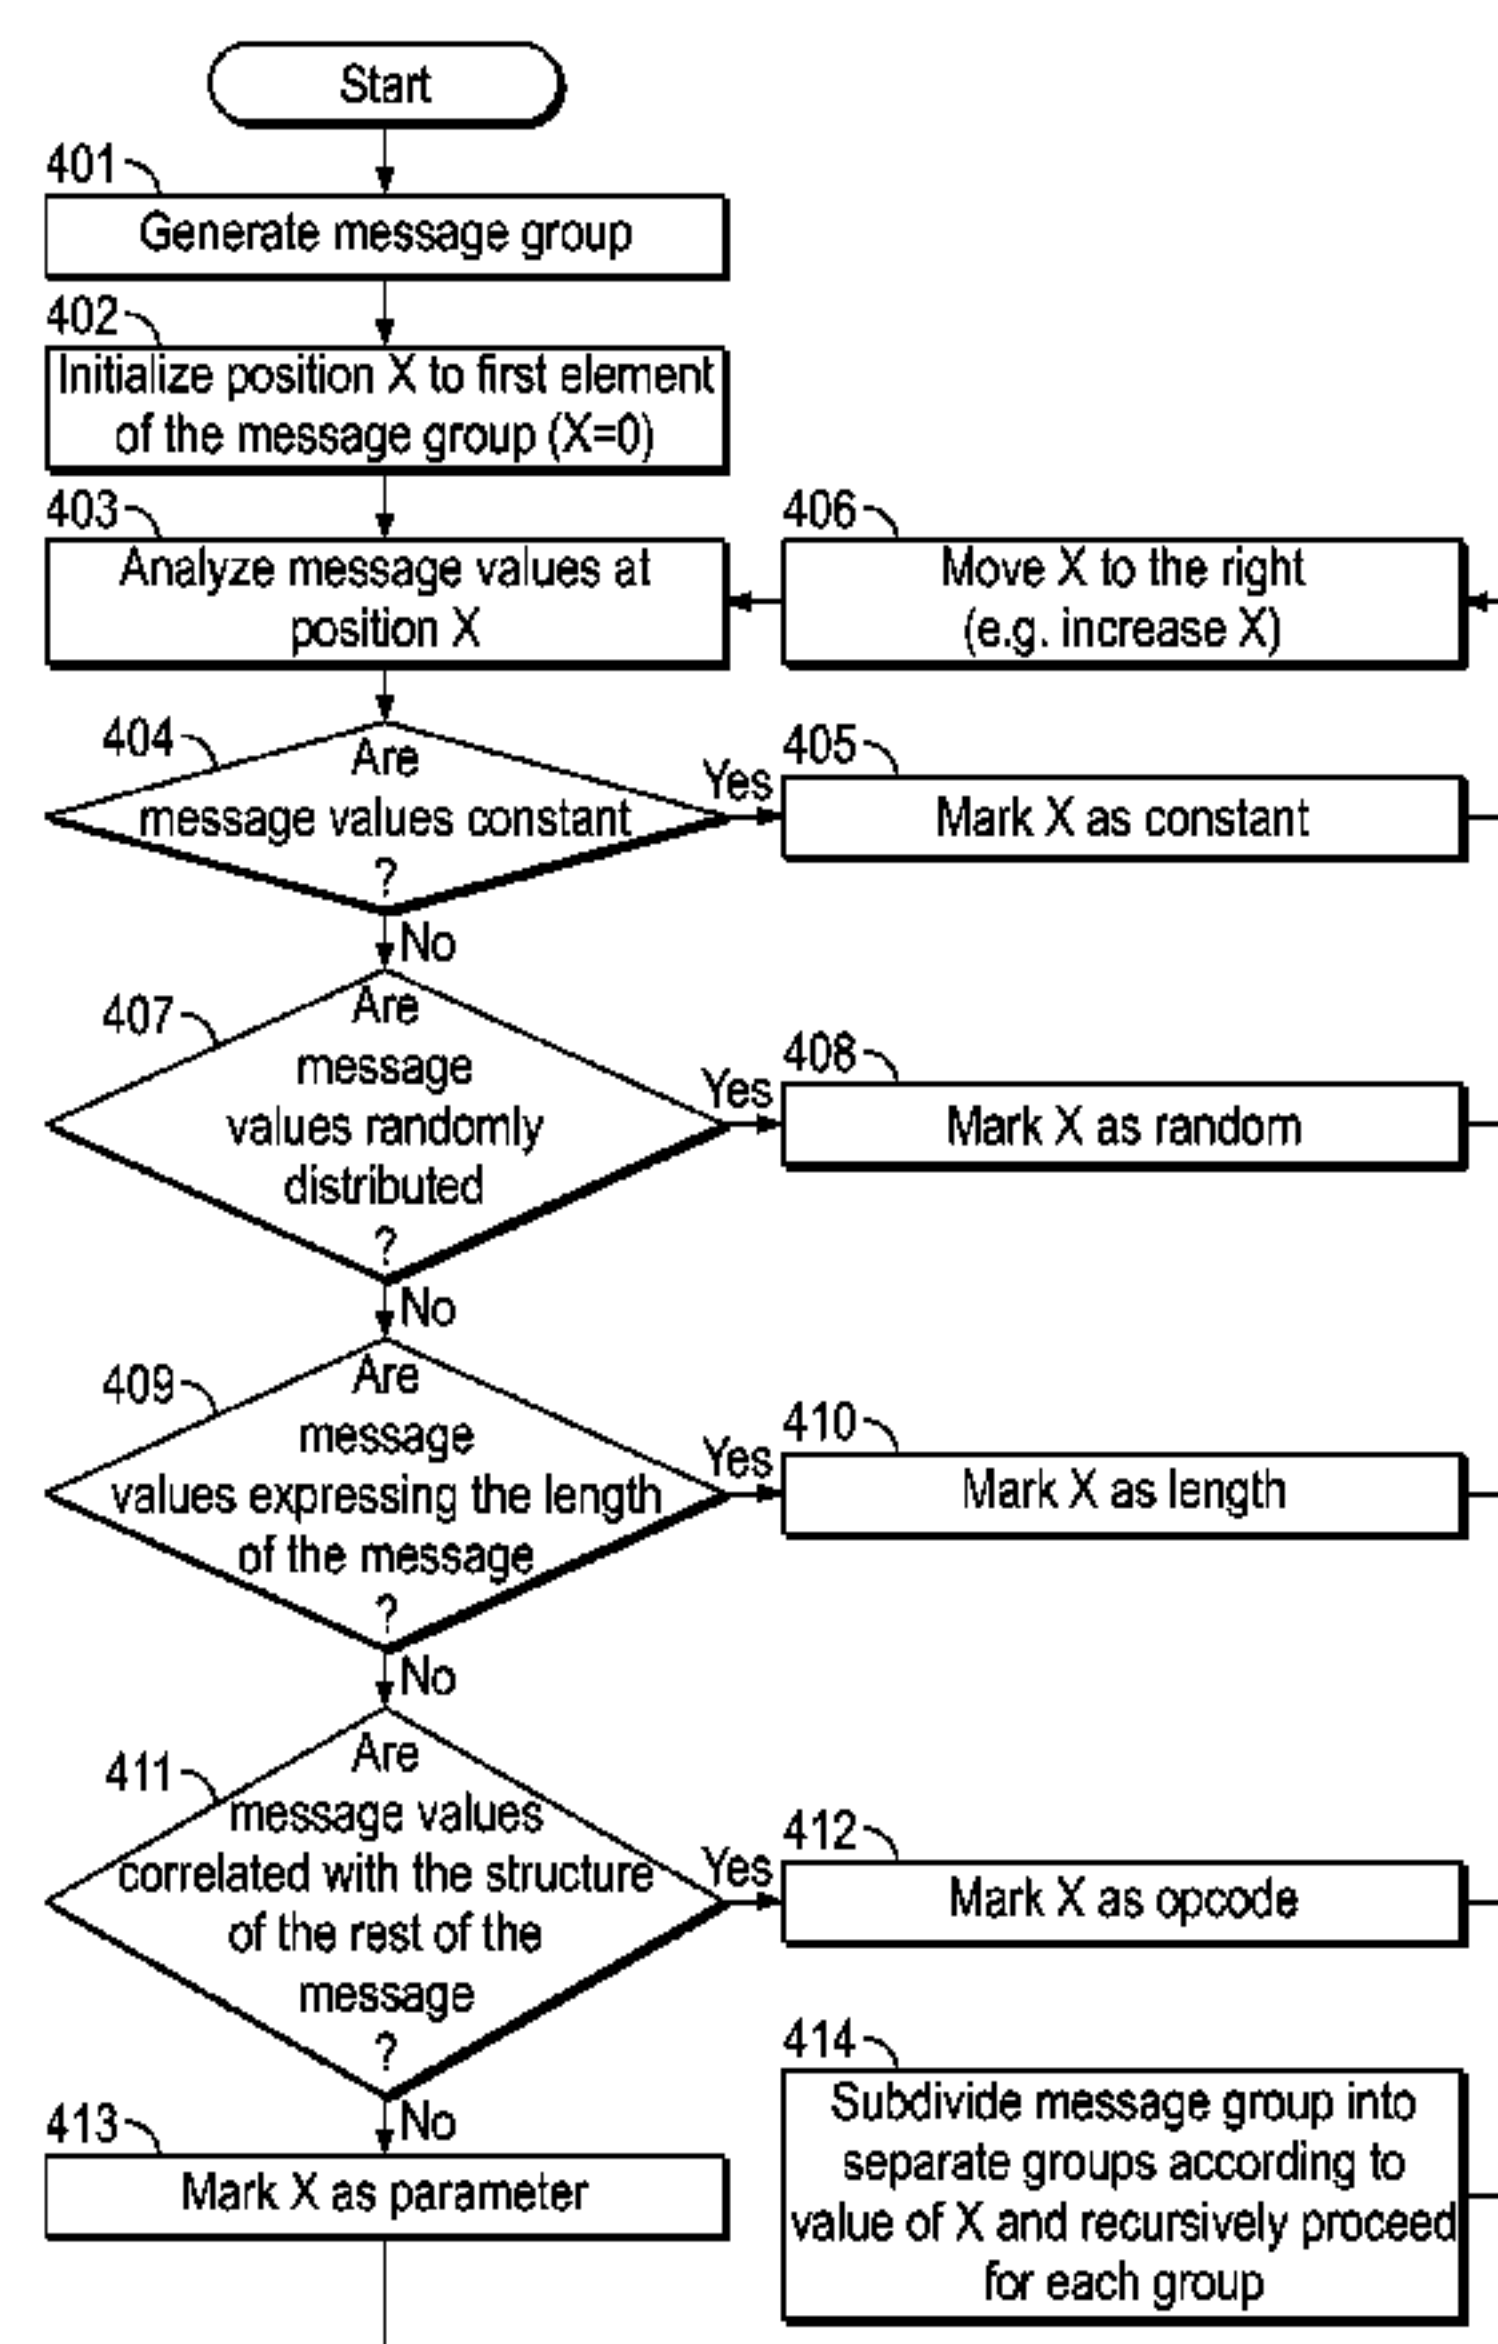 Start
401
Generate message group
402
Initialize position X to first element
of the message group (X=0)
403
Analyze message values at
position X
406
Move X to the right
(e.g. increase X)
404
Are
message values constant
?
Yes
405
Mark X as constant
No
407
Are
message
values randomly
distributed
?
Yes
408
Mark X as random
No
409
Are
message
values expressing the length
of the message
?
Yes
410
Mark X as length
No
411
Are
message values
correlated with the structure
of the rest of the
message
?
Yes
412
Mark X as opcode
No
413
Mark X as parameter
414
Subdivide message group into
separate groups according to
value of X and recursively proceed
for each group